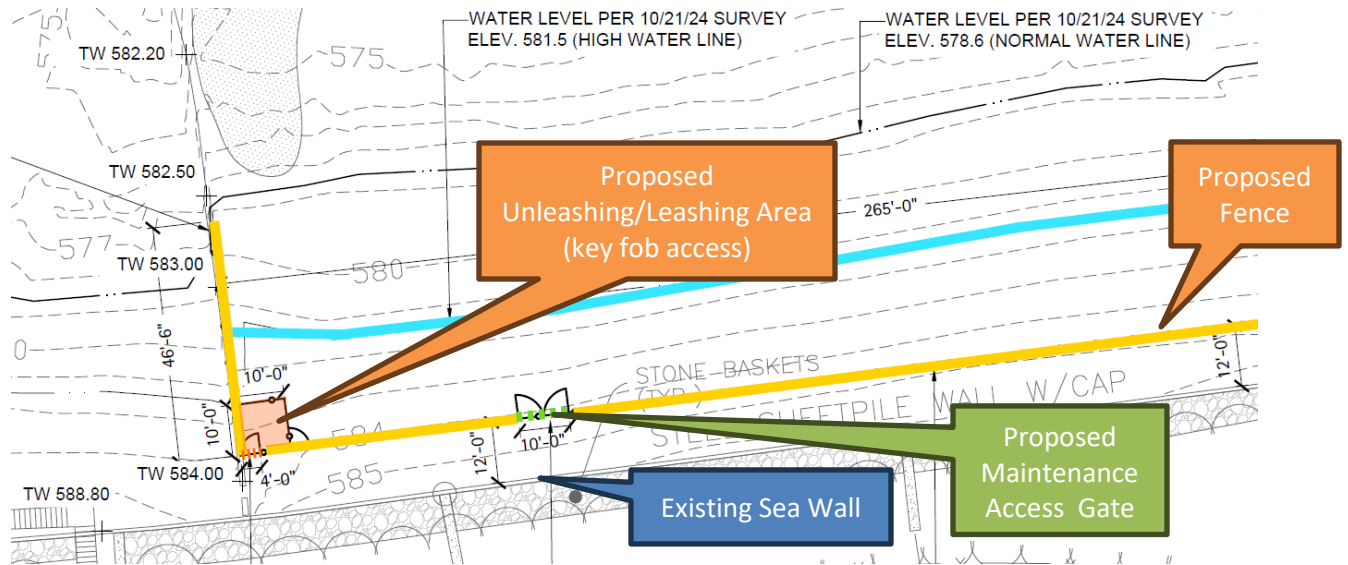 WATER LEVEL PER 10/21/24 SURVEY
ELEV. 581.5 (HIGH WATER LINE)
WATER LEVEL PER 10/21/24 SURVEY
ELEV. 578.6 (NORMAL WATER LINE)
575
TW 582.20
TW 582.50
577
TW 583.00
580
Proposed
Unleashing/Leashing Area
(key fob access)
265'-0"
Proposed
Fence
46'-6"
0
10'-0"
10'-0"
STONE BASKETS
STEEL SHEETPILE WALL W/CAP
12'-0"
584
10'-0"
12'-0"
TW 584.00
4'-0"
585
TW 588.80
Existing Sea Wall
Proposed
Maintenance
Access Gate